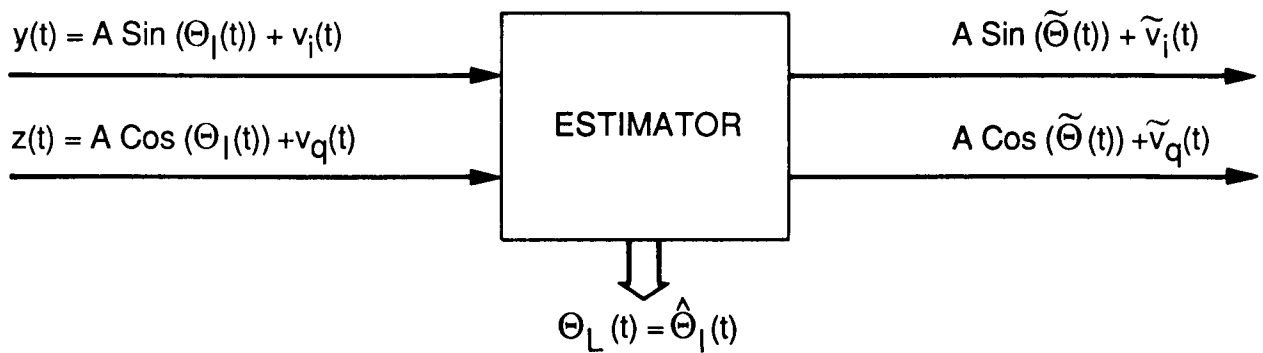 y(t) = A Sin (Θ_I(t)) + v_i(t)
A Sin (Θ̃(t)) + ṽ_i(t)
z(t) = A Cos (Θ_I(t)) +v_q(t)
ESTIMATOR
A Cos (Θ̃(t)) +ṽ_q(t)
Θ_L (t) = Θ̂_I(t)